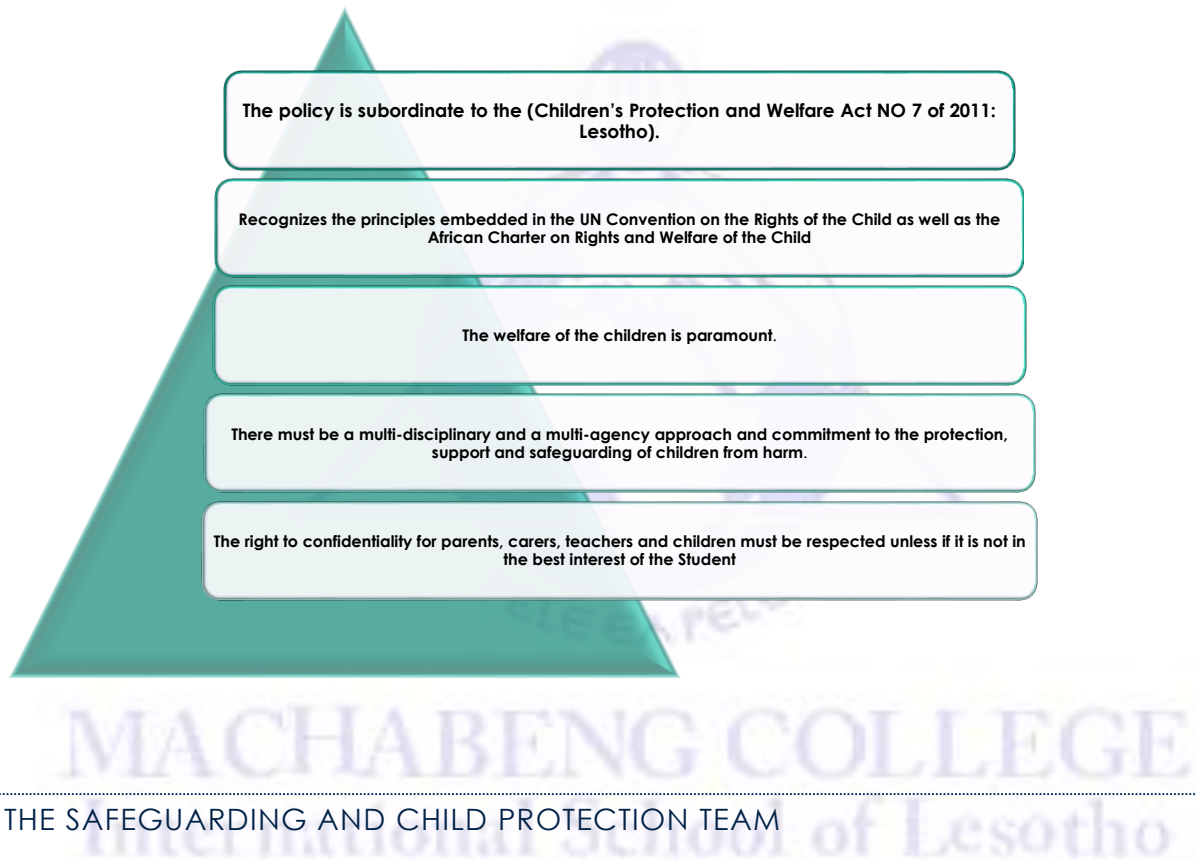 The policy is subordinate to the (Children's Protection and Welfare Act NO 7 of 2011:
Lesotho).
Recognizes the principles embedded in the UN Convention on the Rights of the Child as well as the
African Charter on Rights and Welfare of the Child
The welfare of the children is paramount.
There must be a multi-disciplinary and a multi-agency approach and commitment to the protection,
support and safeguarding of children from harm.
The right to confidentiality for parents, carers, teachers and children must be respected unless if it is not in
the best interest of the Student
MACHABENG COLLEGE
THE SAFEGUARDING AND CHILD PROTECTION TEAM
International School of Lesotho